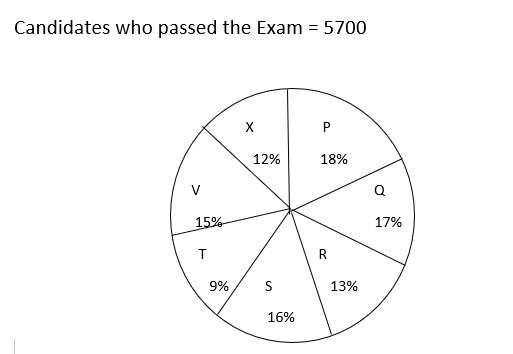 Candidates who passed the Exam = 5700
X
12%
P
18%
V
15%
Q
17%
T
9%
S
16%
R
13%